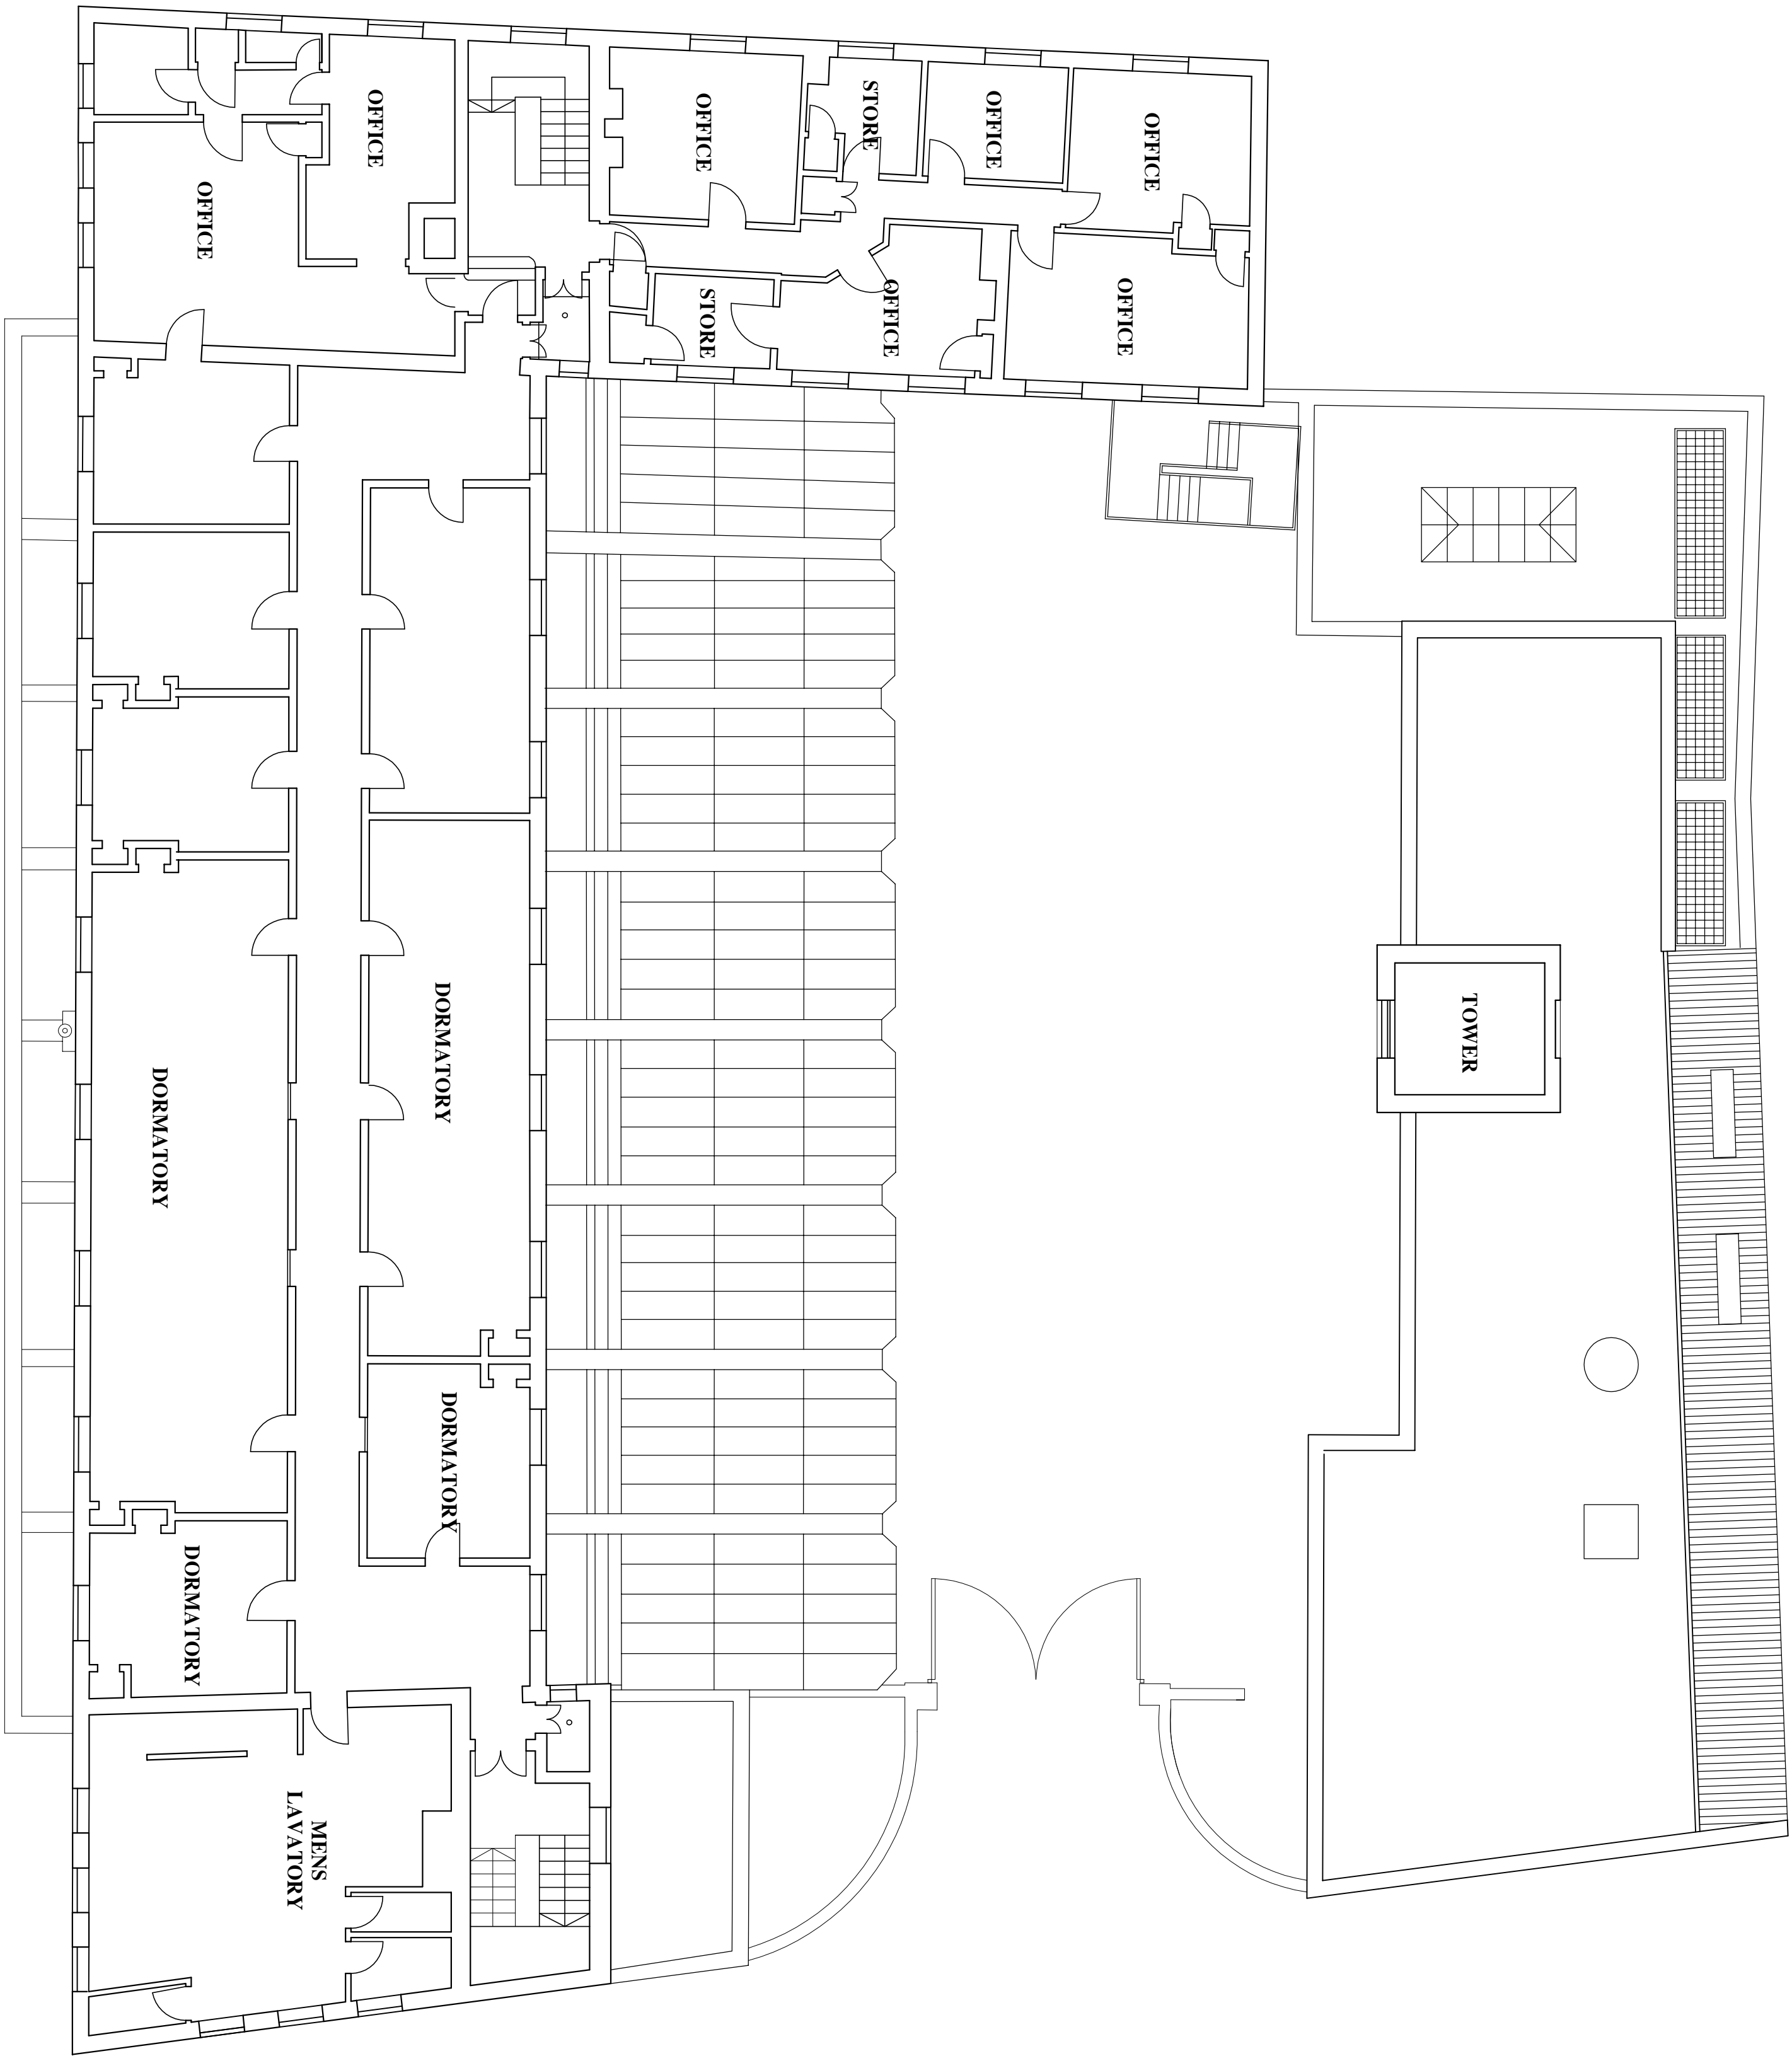 OFFICE
OFFICE
OFFICE
STORE
OFFICE
OFFICE
STORE
OFFICE
OFFICE
DORMATORY
DORMATORY
TOWER
DORMATORY
DORMATORY
MENS
LAVATORY